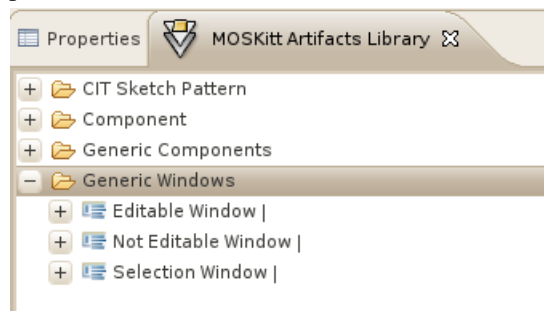 Properties MOSKitt Artifacts Library
CIT Sketch Pattern
Component
Generic Components
Generic Windows
Editable Window |
Not Editable Window |
Selection Window |